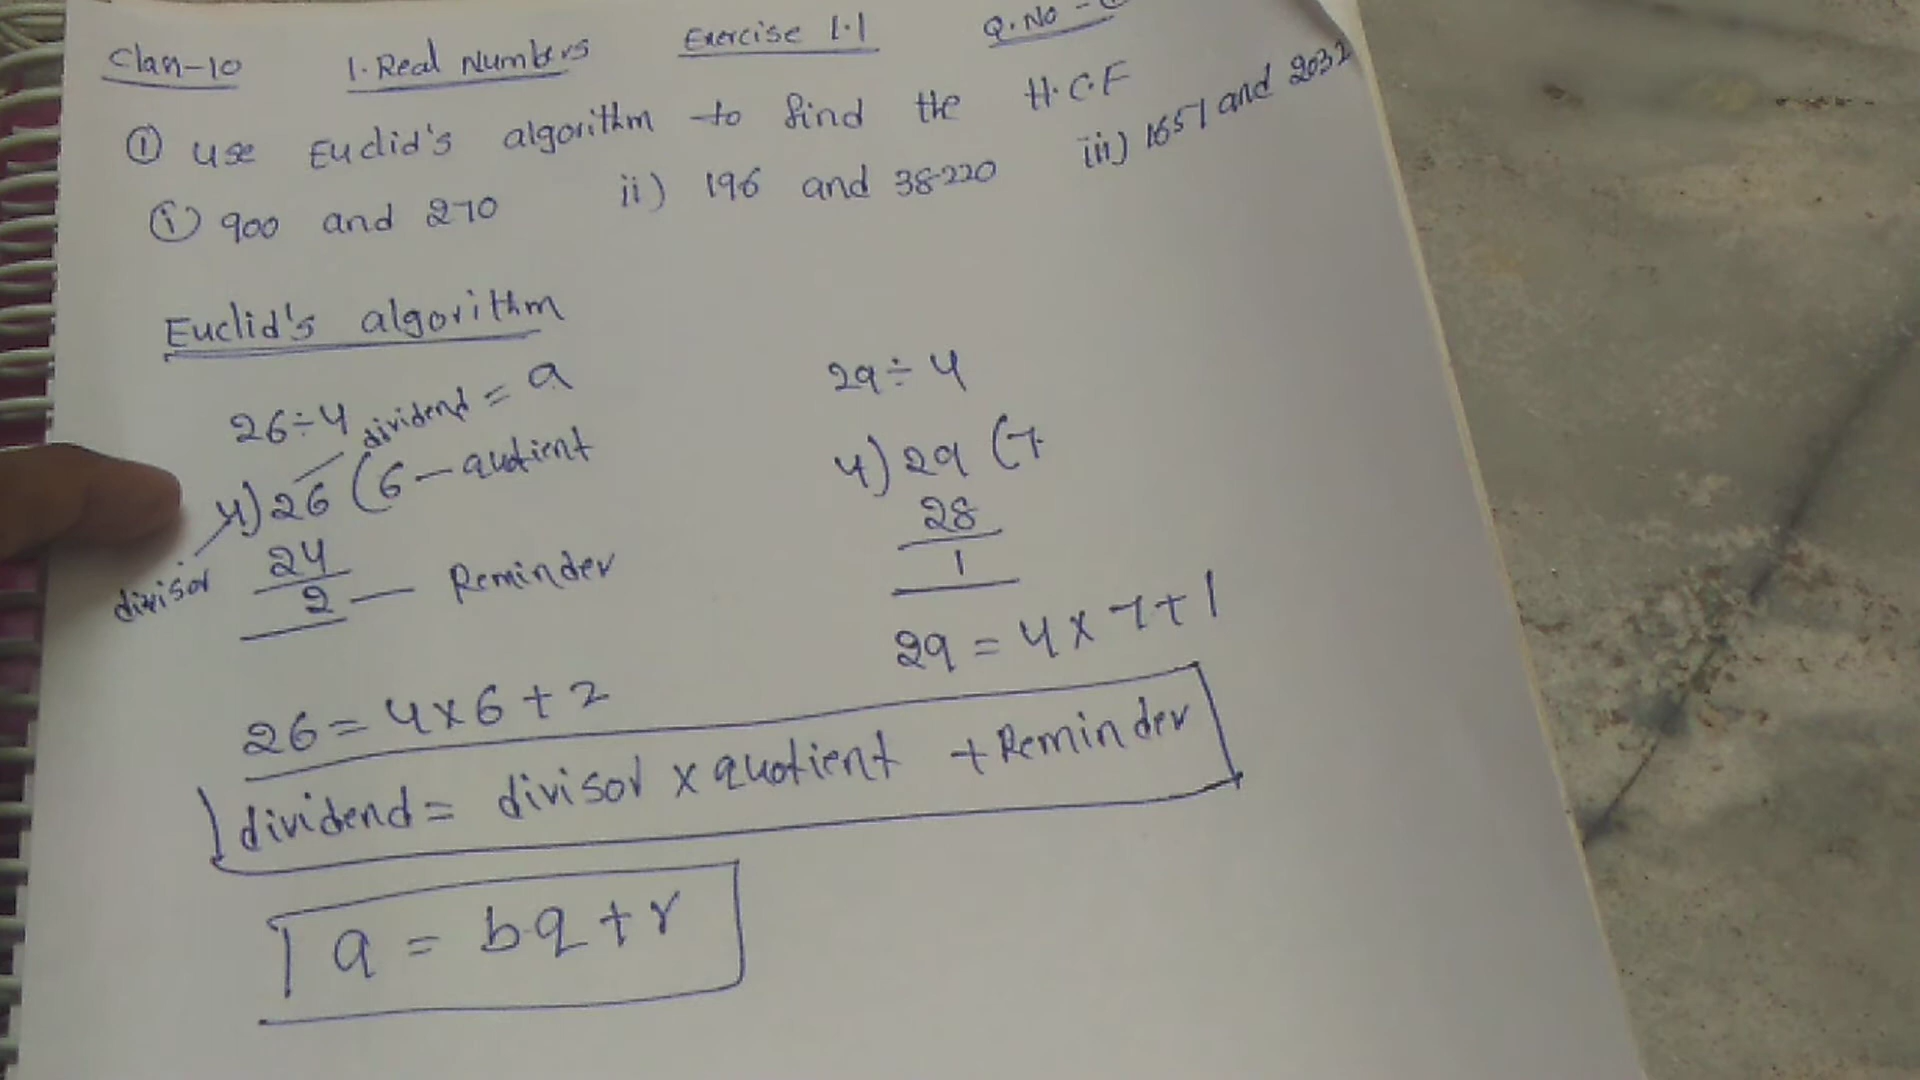 Class-10 1. Real Numbers Exercise 1.1 Q.No -
① use Euclid's algorithm to find the H.C.F
ⓘ 900 and 270 ii) 196 and 38220 iii) 1651 and 2032
Euclid's algorithm
26÷4 dividend = a
4)26(6 - quotient
divisor 24
2 - Reminder
26 = 4x6+2
29÷4
4)29(7
28
1
29 = 4x7+1
dividend = divisor x quotient + Reminder
a = bq+r